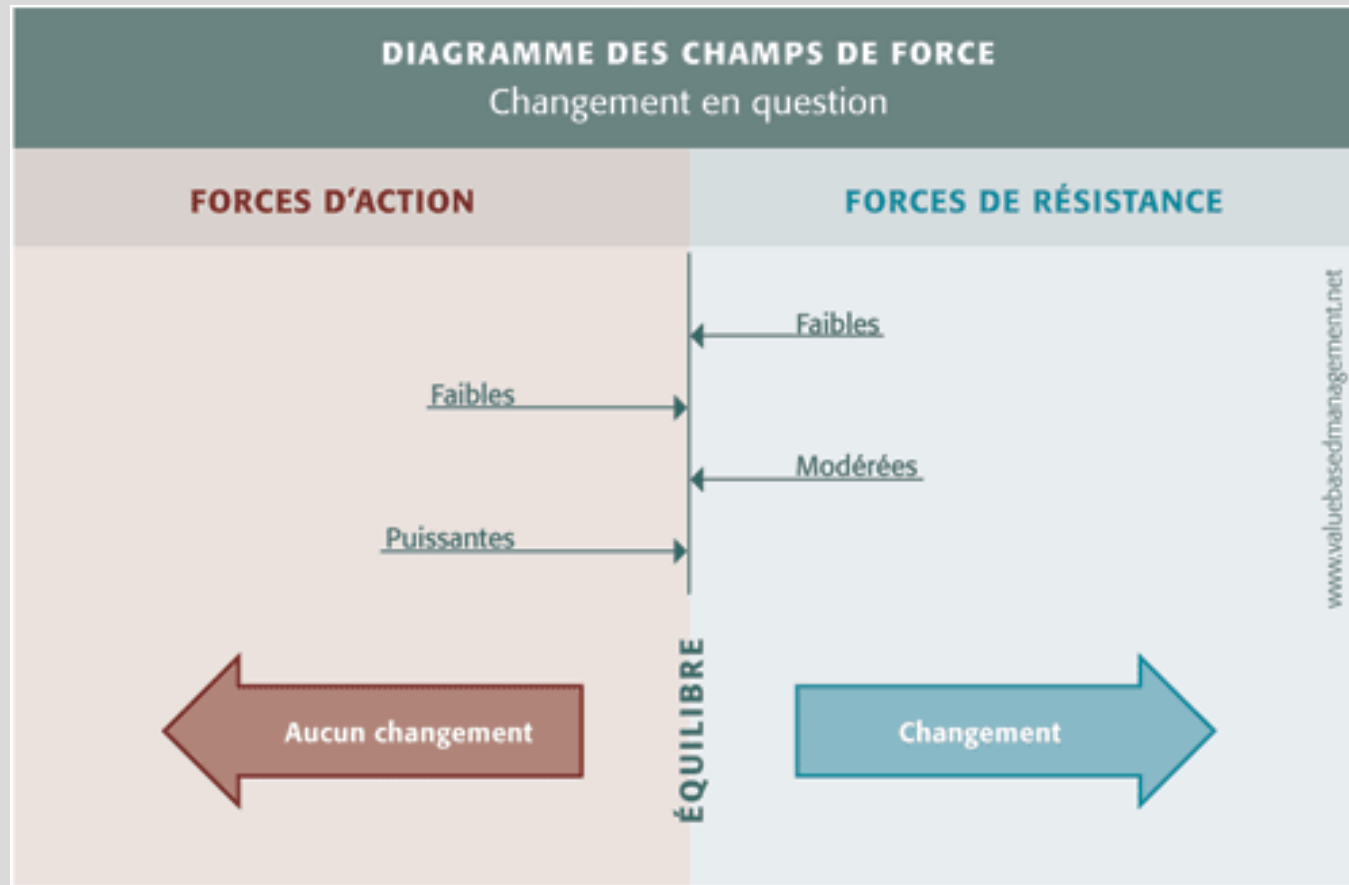 DIAGRAMME DES CHAMPS DE FORCE
Changement en question
FORCES D'ACTION
FORCES DE RÉSISTANCE
Faibles
Faibles
Modérées
Puissantes
Aucun changement
ÉQUILIBRE
Changement
www.valuebasedmanagement.net